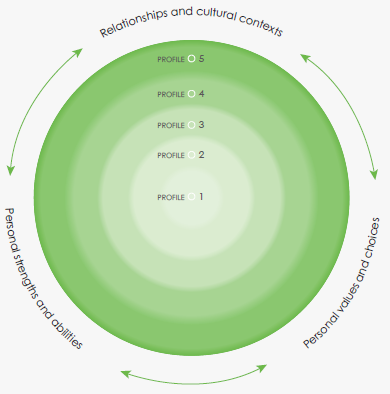 Relationships and cultural contexts
PROFILE 5
PROFILE 4
PROFILE 3
PROFILE 2
PROFILE 1
Personal strengths and abilities
Personal values and choices